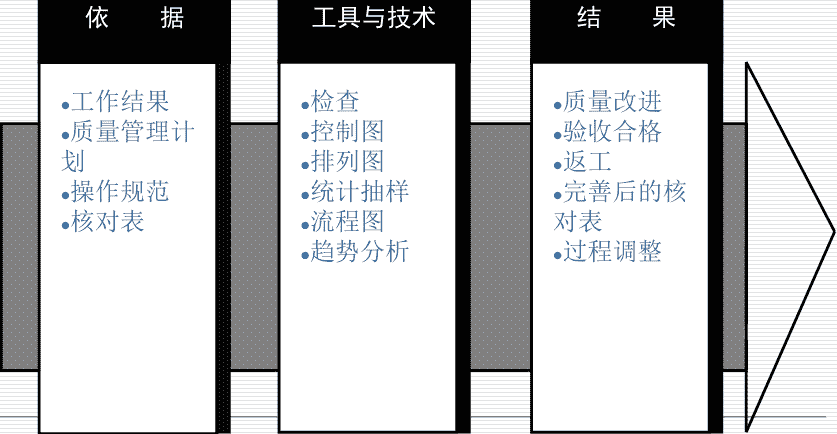 依 据
●工作结果
●质量管理计
划
●操作规范
●核对表
工具与技术
●检查
●控制图
●排列图
●统计抽样
●流程图
●趋势分析
结 果
●质量改进
●验收合格
●返工
●完善后的核
对表
●过程调整